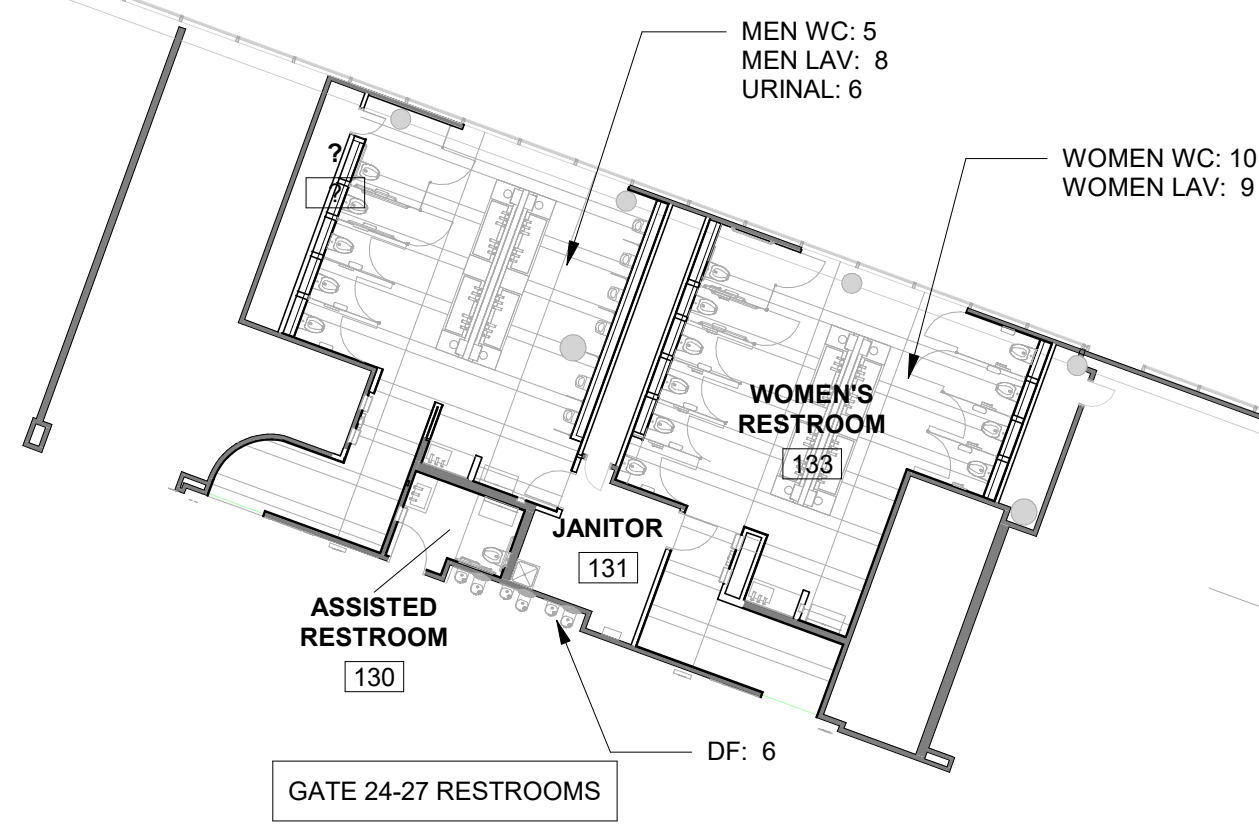 MEN WC: 5
MEN LAV: 8
URINAL: 6
WOMEN WC: 10
WOMEN LAV: 9
?
?
WOMEN'S
RESTROOM
133
JANITOR
131
ASSISTED
RESTROOM
130
DF: 6
GATE 24-27 RESTROOMS